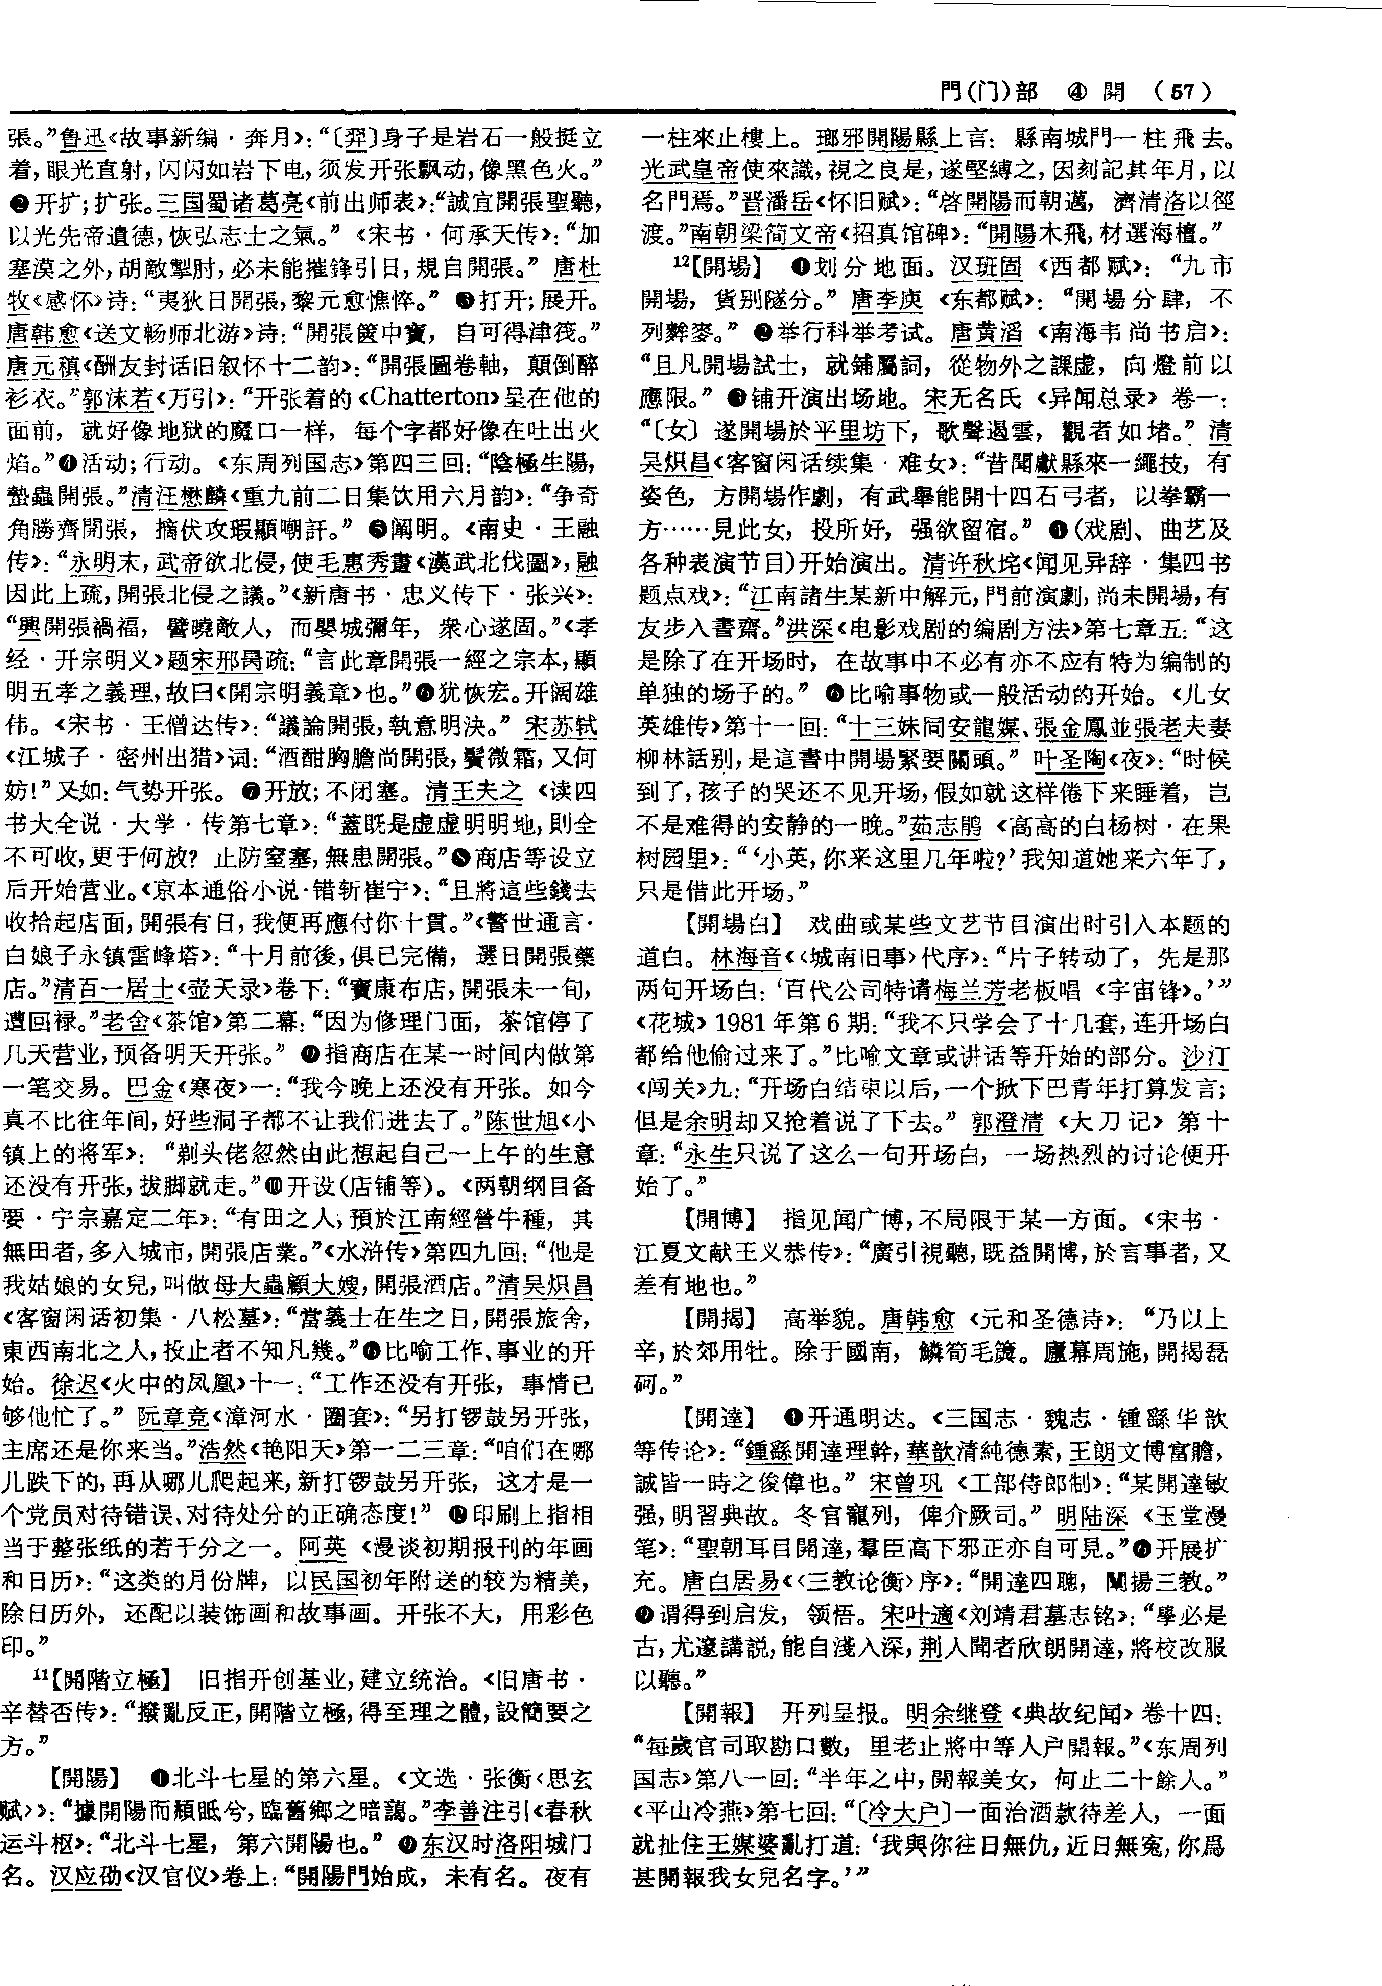 門(门)部 ④ 開 (57)
張。”鲁迅《故事新编·奔月》：“〔羿〕身子是岩石一般挺立
着，眼光直射，闪闪如岩下电，须发开张飘动，像黑色火。”
❷开扩；扩张。三国蜀诸葛亮《前出师表》：“誠宜開張聖聽，
以光先帝遺德，恢弘志士之氣。”《宋书·何承天传》：“加
塞漠之外，胡敵掣肘，必未能摧鋒引日，規自開張。”唐杜
牧《感怀》诗：“夷狄日開張，黎元愈憔悴。”❸打开；展开。
唐韩愈《送文畅师北游》诗：“開張篋中寶，自可得津筏。”
唐元稹《酬友封话旧叙怀十二韵》：“開張圖卷軸，顛倒醉
衫衣。”郭沫若《万引》：“开张着的《Chatterton》呈在他的
面前，就好像地狱的魔口一样，每个字都好像在吐出火
焰。”❹活动；行动。《东周列国志》第四三回：“陰極生陽，
蟄蟲開張。”清汪懋麟《重九前二日集饮用六月韵》：“争奇
角勝齊開張，擿伏攻瑕顯嘲訐。”❺阐明。《南史·王融
传》：“永明末，武帝欲北侵，使毛惠秀畫《漢武北伐圖》，融
因此上疏，開張北侵之議。”《新唐书·忠义传下·张兴》：
“興開張禍福，譬曉敵人，而嬰城彌年，衆心遂固。”《孝
经·开宗明义》题宋邢昺疏：“言此章開張一經之宗本，顯
明五孝之義理，故曰《開宗明義章》也。”❻犹恢宏。开阔雄
伟。《宋书·王僧达传》：“議論開張，執意明決。”宋苏轼
《江城子·密州出猎》词：“酒酣胸膽尚開張，鬢微霜，又何
妨！”又如：气势开张。❼开放；不闭塞。清王夫之《读四
书大全说·大学·传第七章》：“蓋既是虚虚明明地，則全
不可收，更于何放？止防窒塞，無患開張。”❽商店等设立
后开始营业。《京本通俗小说·错斩崔宁》：“且將這些錢去
收拾起店面，開張有日，我便再應付你十貫。”《警世通言·
白娘子永镇雷峰塔》：“十月前後，俱已完備，選日開張藥
店。”清百一居士《壶天录》卷下：“寶康布店，開張未一旬，
遭回禄。”老舍《茶馆》第二幕：“因为修理门面，茶馆停了
几天营业，预备明天开张。”❾指商店在某一时间内做第
一笔交易。巴金《寒夜》一：“我今晚上还没有开张。如今
真不比往年间，好些洞子都不让我们进去了。”陈世旭《小
镇上的将军》：“剃头佬忽然由此想起自己一上午的生意
还没有开张，拔脚就走。”❿开设(店铺等)。《两朝纲目备
要·宁宗嘉定二年》：“有田之人，預於江南經營牛種，其
無田者，多入城市，開張店業。”《水浒传》第四九回：“他是
我姑娘的女兒，叫做母大蟲顧大嫂，開張酒店。”清吴炽昌
《客窗闲话初集·八松墓》：“當義士在生之日，開張旅舍，
東西南北之人，投止者不知凡幾。”⓫比喻工作、事业的开
始。徐迟《火中的凤凰》十一：“工作还没有开张，事情已
够他忙了。”阮章竞《漳河水·圈套》：“另打锣鼓另开张，
主席还是你来当。”浩然《艳阳天》第一二三章：“咱们在哪
儿跌下的，再从哪儿爬起来，新打锣鼓另开张，这才是一
个党员对待错误、对待处分的正确态度！”⓬印刷上指相
当于整张纸的若干分之一。阿英《漫谈初期报刊的年画
和日历》：“这类的月份牌，以民国初年附送的较为精美，
除日历外，还配以装饰画和故事画。开张不大，用彩色
印。”
11【開階立極】 旧指开创基业，建立统治。《旧唐书·
辛替否传》：“撥亂反正，開階立極，得至理之體，設簡要之
方。”
【開陽】 ❶北斗七星的第六星。《文选·张衡〈思玄
赋〉》：“據開陽而頫眂兮，臨舊鄉之暗藹。”李善注引《春秋
运斗枢》：“北斗七星，第六開陽也。”❷东汉时洛阳城门
名。汉应劭《汉官仪》卷上：“開陽門始成，未有名。夜有
一柱來止樓上。瑯邪開陽縣上言：縣南城門一柱飛去。
光武皇帝使來識，視之良是，遂堅縛之，因刻記其年月，以
名門焉。”晋潘岳《怀旧赋》：“啓開陽而朝邁，濟清洛以徑
渡。”南朝梁简文帝《招真馆碑》：“開陽木飛，材選海檀。”
12【開場】 ❶划分地面。汉班固《西都赋》：“九市
開場，貨别隧分。”唐李庾《东都赋》：“開場分肆，不
列辫麥。”❷举行科举考试。唐黄滔《南海韦尚书启》：
“且凡開場試士，就鋪屬詞，從物外之課虚，向燈前以
應限。”❸铺开演出场地。宋无名氏《异闻总录》卷一：
“〔女〕遂開場於平里坊下，歌聲遏雲，觀者如堵。”清
吴炽昌《客窗闲话续集·难女》：“昔聞獻縣來一繩技，有
姿色，方開場作劇，有武舉能開十四石弓者，以拳霸一
方……見此女，投所好，强欲留宿。”❹(戏剧、曲艺及
各种表演节目)开始演出。清许秋垞《闻见异辞·集四书
题点戏》：“江南諸生某新中解元，門前演劇，尚未開場，有
友步入書齋。”洪深《电影戏剧的编剧方法》第七章五：“这
是除了在开场时，在故事中不必有亦不应有特为编制的
单独的场子的。”❺比喻事物或一般活动的开始。《儿女
英雄传》第十一回：“十三妹同安龍媒、張金鳳並張老夫妻
柳林話别，是這書中開場緊要關頭。”叶圣陶《夜》：“时候
到了，孩子的哭还不见开场，假如就这样倦下来睡着，岂
不是难得的安静的一晚。”茹志鹃《高高的白杨树·在果
树园里》：“‘小英，你来这里几年啦？’我知道她来六年了，
只是借此开场。”
【開場白】 戏曲或某些文艺节目演出时引入本题的
道白。林海音《〈城南旧事〉代序》：“片子转动了，先是那
两句开场白：‘百代公司特请梅兰芳老板唱《宇宙锋》。’”
《花城》1981年第6期：“我不只学会了十几套，连开场白
都给他偷过来了。”比喻文章或讲话等开始的部分。沙汀
《闯关》九：“开场白结束以后，一个掀下巴青年打算发言；
但是余明却又抢着说了下去。”郭澄清《大刀记》第十
章：“永生只说了这么一句开场白，一场热烈的讨论便开
始了。”
【開博】 指见闻广博，不局限于某一方面。《宋书·
江夏文献王义恭传》：“廣引視聽，既益開博，於言事者，又
差有地也。”
【開揭】 高举貌。唐韩愈《元和圣德诗》：“乃以上
辛，於郊用牡。除于國南，鱗筍毛簴。廬幕周施，開揭磊
砢。”
【開達】 ❶开通明达。《三国志·魏志·锺繇华歆
等传论》：“鍾繇開達理幹，華歆清純德素，王朗文博富贍，
誠皆一時之俊偉也。”宋曾巩《工部侍郎制》：“某開達敏
强，明習典故。冬官寵列，俾介厥司。”明陆深《玉堂漫
笔》：“聖朝耳目開達，羣臣高下邪正亦自可見。”❷开展扩
充。唐白居易《〈三教论衡〉序》：“開達四聰，闡揚三教。”
❸谓得到启发，领悟。宋叶適《刘靖君墓志铭》：“學必是
古，尤邃講説，能自淺入深，荆人聞者欣朗開達，將校改服
以聽。”
【開報】 开列呈报。明余继登《典故纪闻》卷十四：
“每歲官司取勘口數，里老止將中等人户開報。”《东周列
国志》第八一回：“半年之中，開報美女，何止二十餘人。”
《平山冷燕》第七回：“〔冷大户〕一面治酒款待差人，一面
就扯住王媒婆亂打道：‘我與你往日無仇，近日無冤，你爲
甚開報我女兒名字。’”